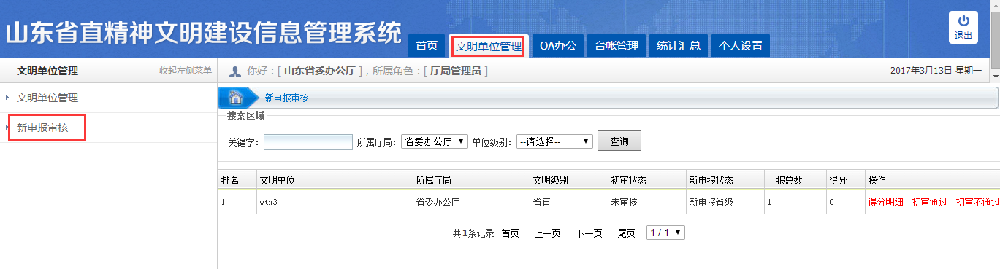 山东省直精神文明建设信息管理系统
首页 文明单位管理 OA办公 台帐管理 统计汇总 个人设置
退出
文明单位管理 收起左侧菜单
你好：[ 山东省委办公厅 ] , 所属角色：[ 厅局管理员 ]
2017年3月13日 星期一
文明单位管理
新申报审核
新申报审核
搜索区域
关键字: 所属厅局: 省委办公厅 单位级别: --请选择-- 查询
排名 文明单位 所属厅局 文明级别 初审状态 新申报状态 上报总数 得分 操作
1 wtx3 省委办公厅 省直 未审核 新申报省级 1 0 得分明细 初审通过 初审不通过
共1条记录 首页 上一页 下一页 尾页 1 / 1